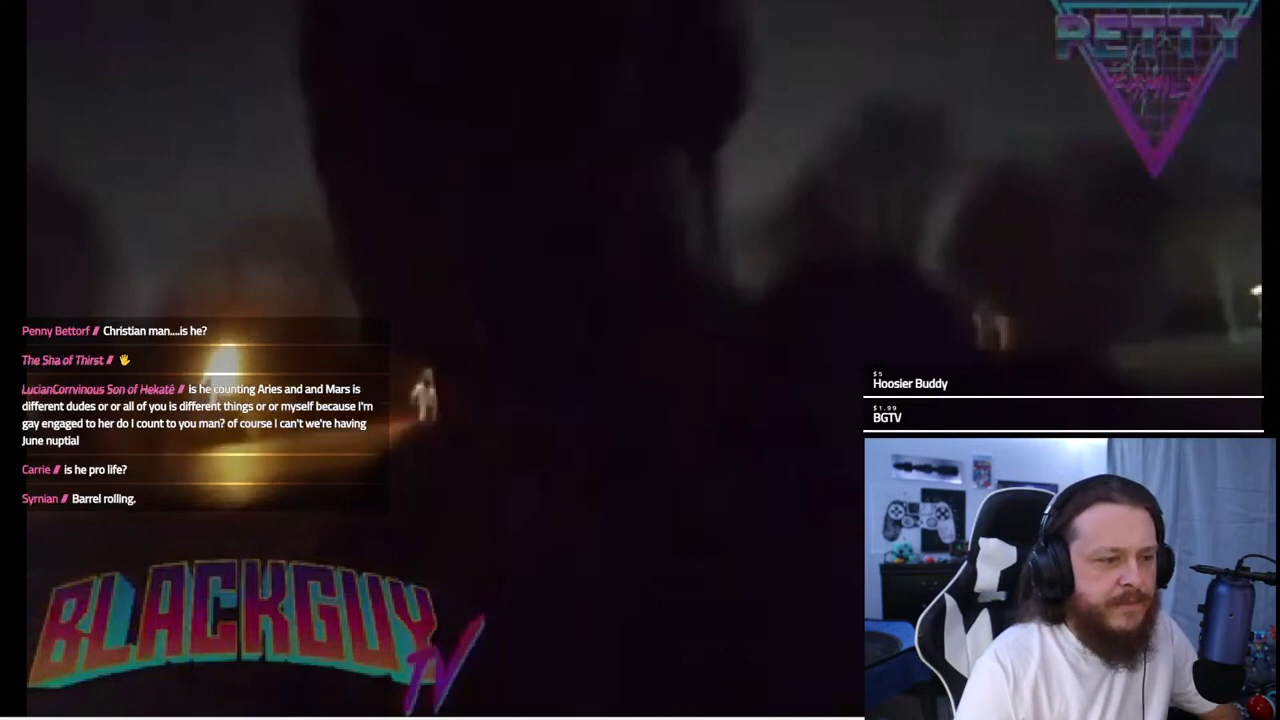 PETTY
FAMILY
Penny Bettorf // Christian man....is he?
The Sha of Thirst // 🖐
LucianCorrvinous Son of Hekaté // is he counting Aries and and Mars is
different dudes or or all of you is different things or or myself because I'm
gay engaged to her do I count to you man? of course I can't we're having
June nuptial
Carrie // is he pro life?
Syrnian // Barrel rolling.
$5
Hoosier Buddy
$1.99
BGTV
BLACKGUY
TV